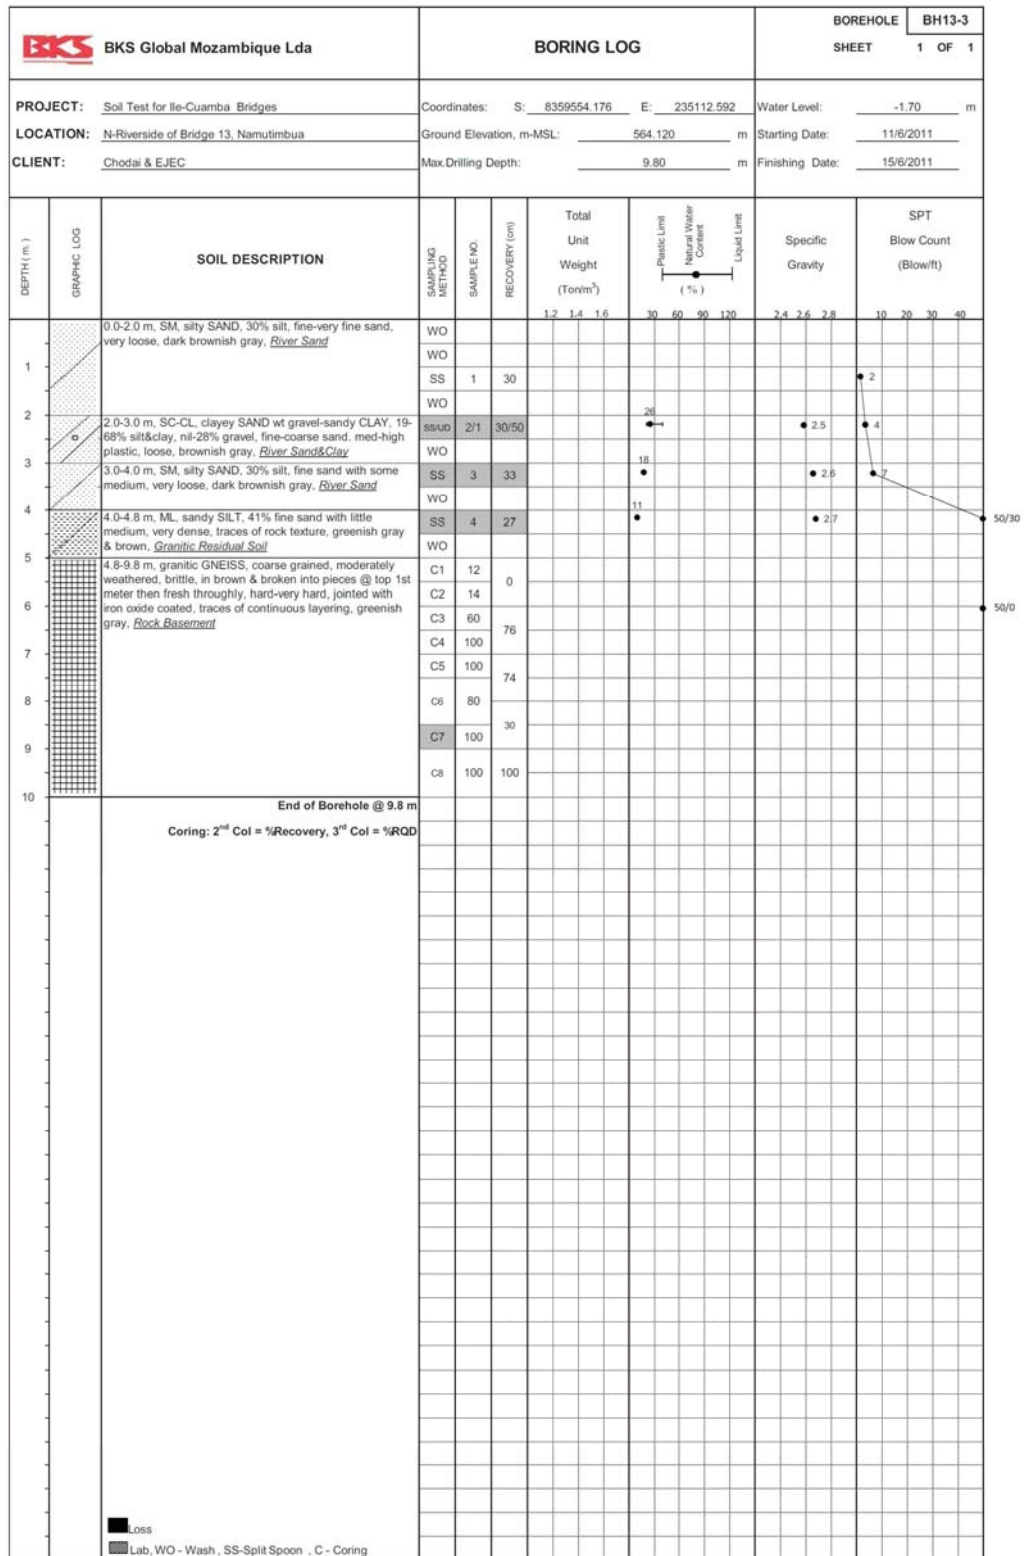 BOREHOLE BH13-3
BKS BKS Global Mozambique Lda BORING LOG SHEET 1 OF 1
PROJECT: Soil Test for Ile-Cuamba Bridges Coordinates: S: 8359554.176 E: 235112.592 Water Level: -1.70 m
LOCATION: N-Riverside of Bridge 13, Namutimbua Ground Elevation, m-MSL: 564.120 m Starting Date: 11/6/2011
CLIENT: Chodai & EJEC Max.Drilling Depth: 9.80 m Finishing Date: 15/6/2011
DEPTH ( m. )
GRAPHIC LOG
SOIL DESCRIPTION
SAMPLING METHOD
SAMPLE NO.
RECOVERY (cm)
Total
Unit
Weight
(Ton/m³)
1.2 1.4 1.6
Plastic Limit
Natural Water Content
Liquid Limit
( % )
30 60 90 120
Specific
Gravity
2.4 2.6 2.8
SPT
Blow Count
(Blow/ft)
10 20 30 40
0.0-2.0 m, SM, silty SAND, 30% silt, fine-very fine sand,
very loose, dark brownish gray, River Sand
WO
WO
1
SS 1 30 2
WO
2
2.0-3.0 m, SC-CL, clayey SAND wt gravel-sandy CLAY, 19-
68% silt&clay, nil-28% gravel, fine-coarse sand. med-high
plastic, loose, brownish gray, River Sand&Clay
SS/UD 2/1 30/50 26 2.5 4
WO
3
3.0-4.0 m, SM, silty SAND, 30% silt, fine sand with some
medium, very loose, dark brownish gray, River Sand
SS 3 33 18 2.6 7
WO
4
4.0-4.8 m, ML, sandy SILT, 41% fine sand with little
medium, very dense, traces of rock texture, greenish gray
& brown, Granitic Residual Soil
SS 4 27 11 2.7 50/30
WO
5
4.8-9.8 m, granitic GNEISS, coarse grained, moderately
weathered, brittle, in brown & broken into pieces @ top 1st
meter then fresh throughly, hard-very hard, jointed with
iron oxide coated, traces of continuous layering, greenish
gray, Rock Basement
C1 12
0
C2 14
6 50/0
C3 60
76
C4 100
7
C5 100
74
8
C6 80
30
C7 100
9
C8 100 100
10
End of Borehole @ 9.8 m
Coring: 2nd Col = %Recovery, 3rd Col = %RQD
Loss
Lab, WO - Wash , SS-Split Spoon , C - Coring